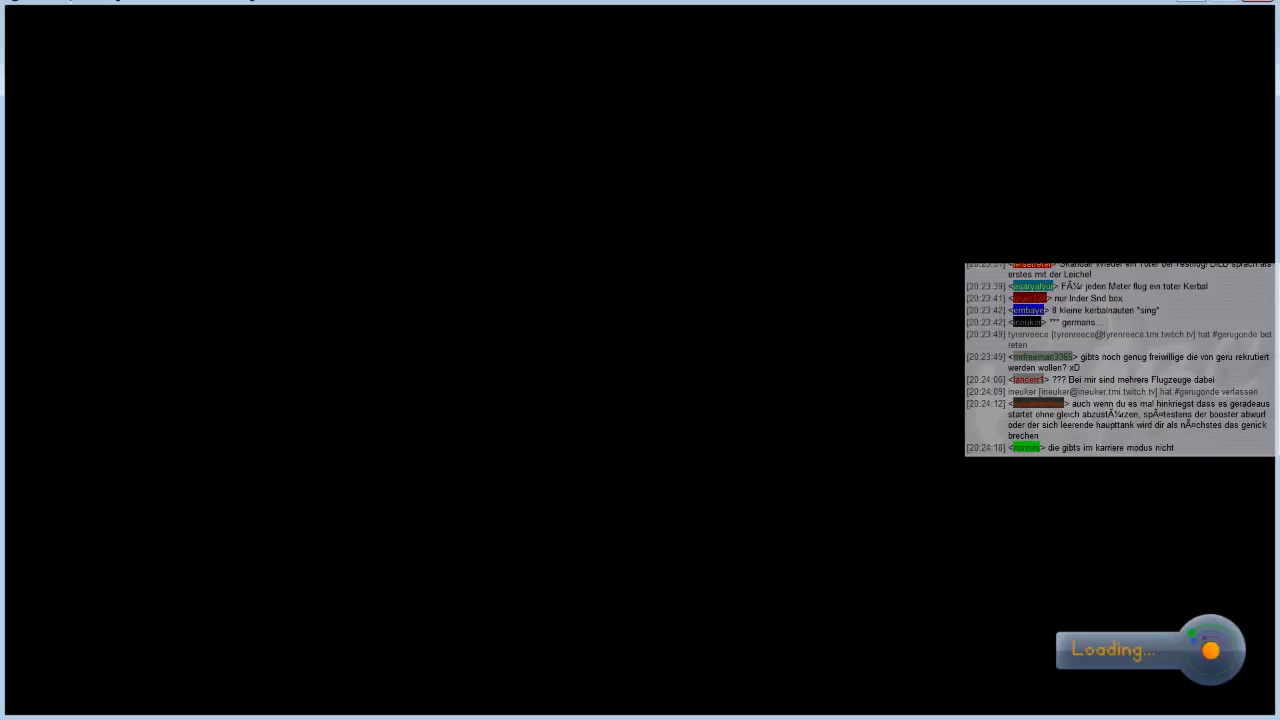 erstes mit der Leiche!
[20:23:39] <esaryalyur> FÃ¼r jeden Meter flug ein toter Kerbal
[20:23:41] nur Inder Snd box
[20:23:42] <embaye> 8 kleine kerbalnauten "sing"
[20:23:42] <ineuker> *** germans...
[20:23:49] tyrenreece [tyrenreece@tyrenreece.tmi.twitch.tv] hat #gerugonde bet
reten
[20:23:49] <mrfreeman3365> gibts noch genug freiwillige die von geru rekrutiert
werden wollen? xD
[20:24:06] <lancerr1> ??? Bei mir sind mehrere Flugzeuge dabei
[20:24:09] ineuker [ineuker@ineuker.tmi.twitch.tv] hat #gerugonde verlassen
[20:24:12] auch wenn du es mal hinkriegst dass es geradeaus
startet ohne gleich abzustÃ¼rzen, spÃ¤testens der booster abwurf
oder der sich leerende haupttank wird dir als nÃ¤chstes das genick
brechen
[20:24:18] die gibts im karriere modus nicht
Loading...